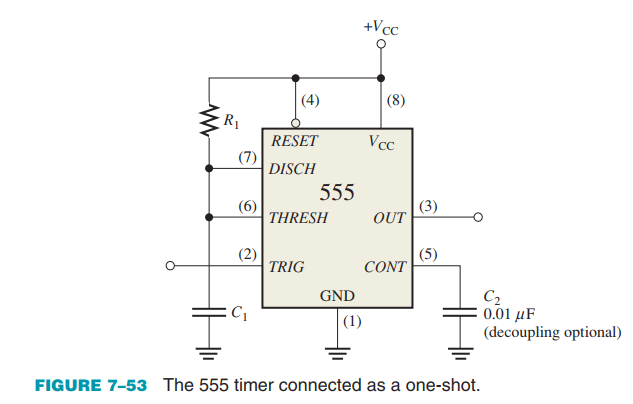 +VCC
(4)
(8)
R1
RESET
VCC
(7)
DISCH
555
(6)
(3)
THRESH
OUT
(2)
(5)
TRIG
CONT
GND
C1
(1)
C2
0.01 μF
(decoupling optional)
FIGURE 7–53 The 555 timer connected as a one-shot.